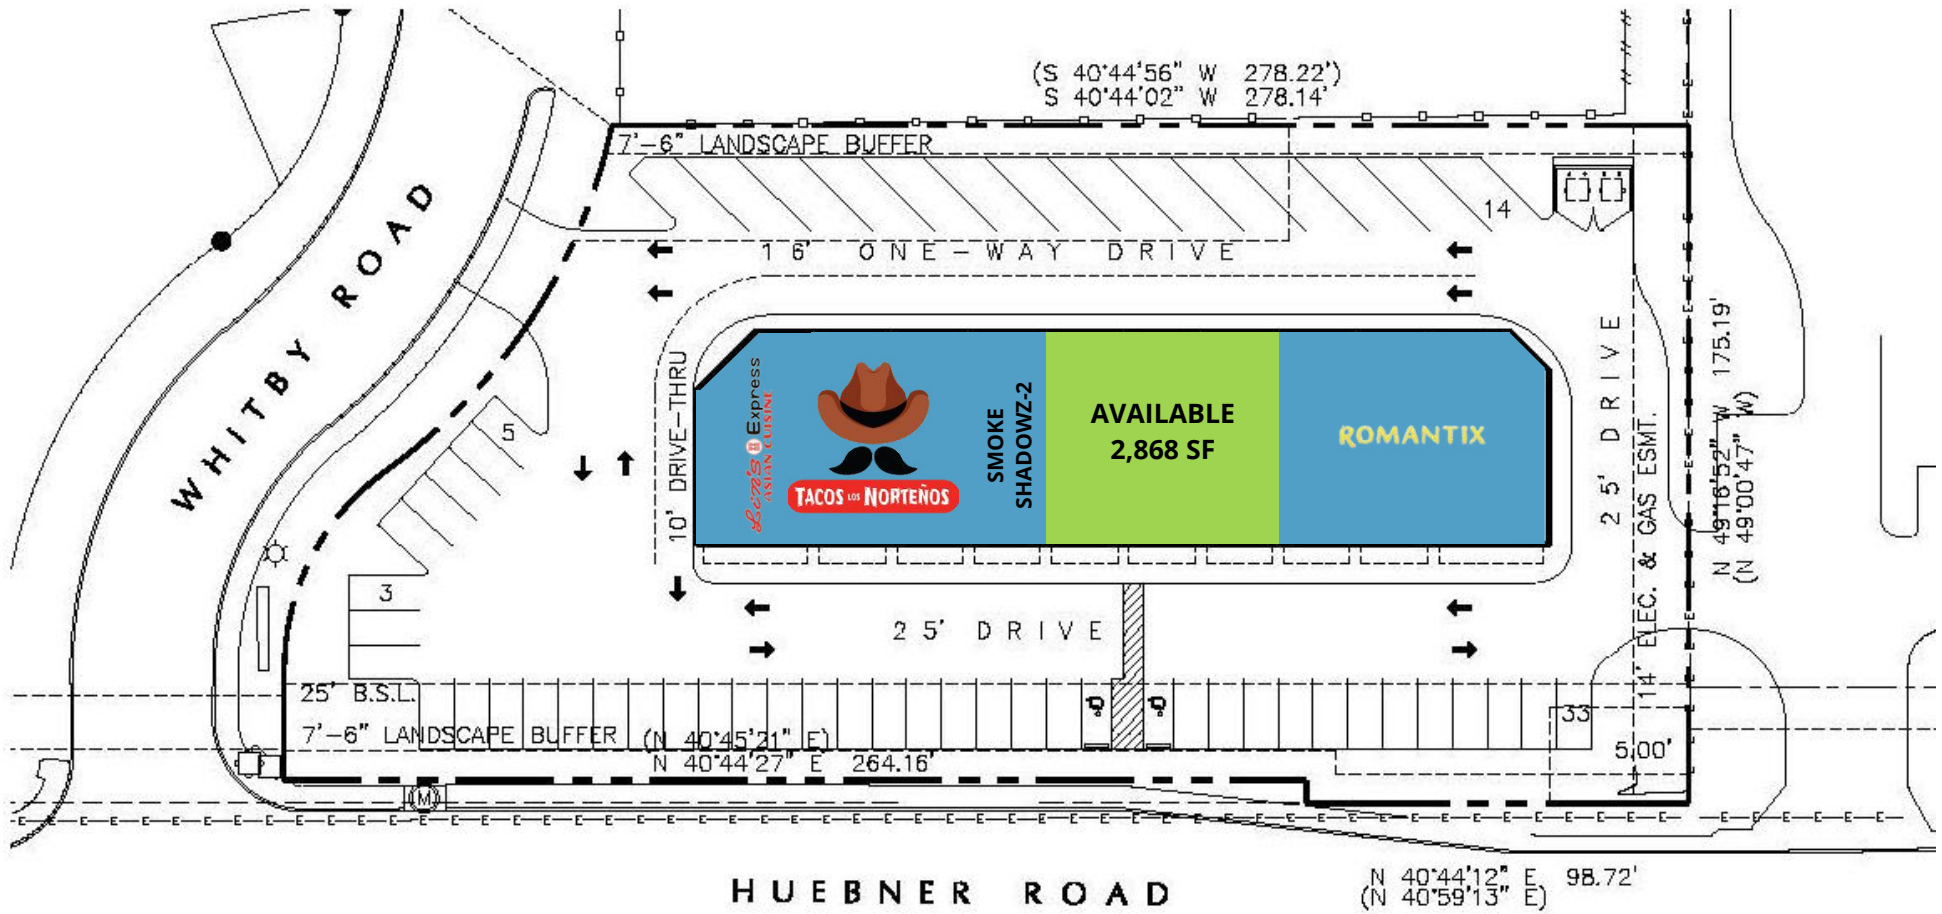 (S 40°44'56" W 278.22')
S 40°44'02" W 278.14'
7'-6" LANDSCAPE BUFFER
14
16' ONE-WAY DRIVE
WHITBY ROAD
5
3
10' DRIVE-THRU
Lin's Express
ASIAN CUISINE
TACOS LOS NORTEÑOS
SMOKE
SHADOWZ-2
AVAILABLE
2,868 SF
ROMANTIX
25' DRIVE
14' ELEC. & GAS ESMT.
N 49°16'52" W 175.19'
(N 49°00'47" W)
25' DRIVE
25' B.S.L.
33
7'-6" LANDSCAPE BUFFER
(N 40°45'21" E)
N 40°44'27" E 264.16'
5.00'
M
E E E E E E E E E E E E E E E E E E E E E E E E E E E E E E
HUEBNER ROAD
N 40°44'12" E 98.72'
(N 40°59'13" E)